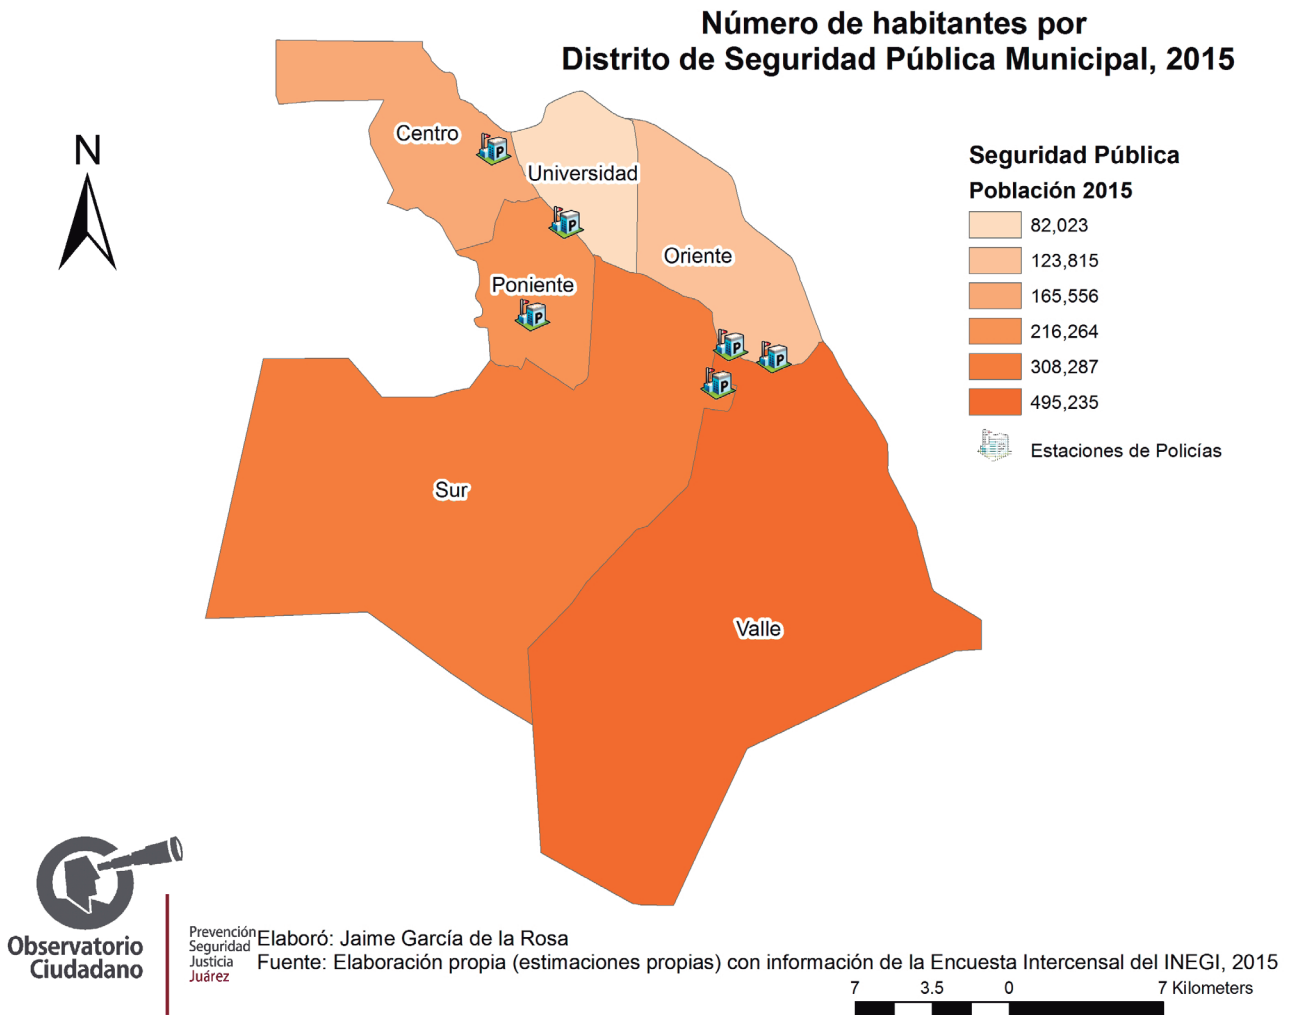 Número de habitantes por
Distrito de Seguridad Pública Municipal, 2015
N
Centro
Universidad
Oriente
Poniente
Sur
Valle
P
P
P
P
P
P
Seguridad Pública
Población 2015
82,023
123,815
165,556
216,264
308,287
495,235
Estaciones de Policías
Observatorio
Ciudadano
Prevención
Seguridad
Justicia
Juárez
Elaboró: Jaime García de la Rosa
Fuente: Elaboración propia (estimaciones propias) con información de la Encuesta Intercensal del INEGI, 2015
7 3.5 0 7 Kilometers